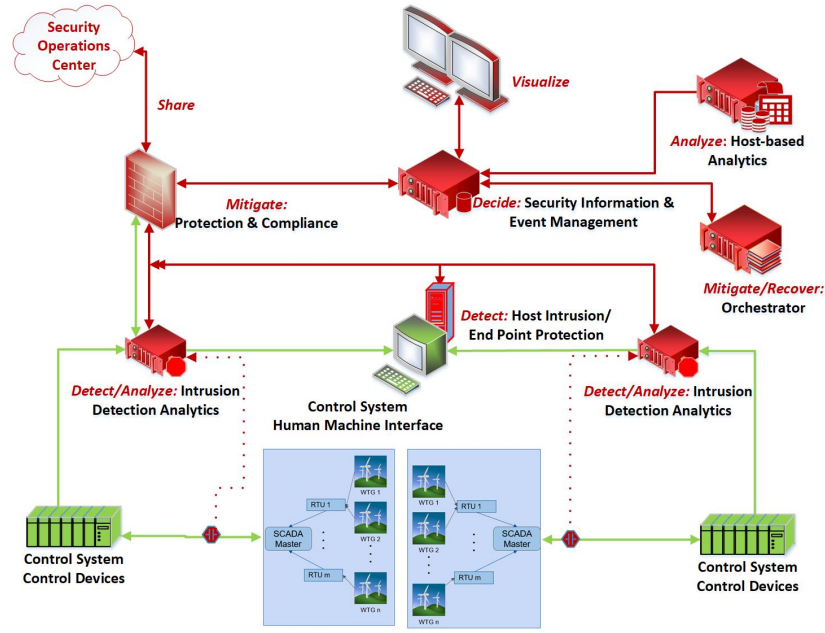 Security
Operations
Center
Share
Visualize
Analyze: Host-based
Analytics
Mitigate:
Protection & Compliance
Decide: Security Information &
Event Management
Mitigate/Recover:
Orchestrator
Detect: Host Intrusion/
End Point Protection
Detect/Analyze: Intrusion
Detection Analytics
Control System
Human Machine Interface
Detect/Analyze: Intrusion
Detection Analytics
WTG 1
RTU 1
WTG 2
SCADA
Master
RTU m
WTG n
WTG 1
RTU 1
WTG 2
SCADA
Master
RTU m
WTG n
Control System
Control Devices
Control System
Control Devices